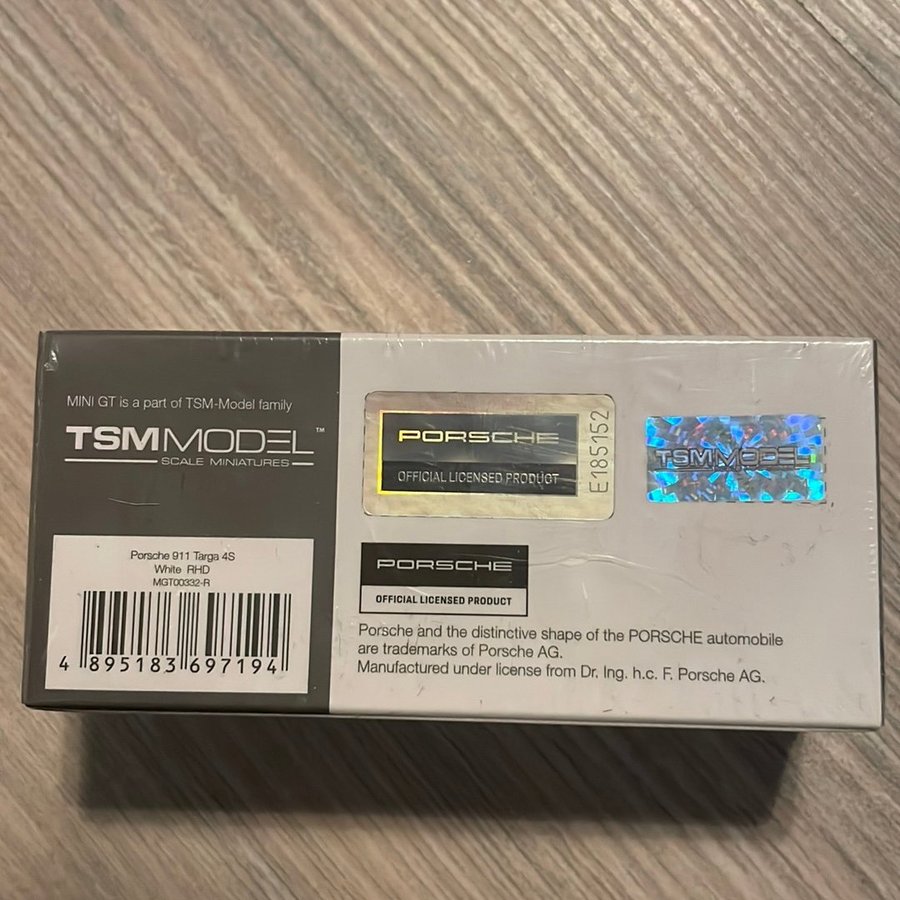 MINI GT is a part of TSM-Model family
TSMMODEL™
SCALE MINIATURES
Porsche 911 Targa 4S
White RHD
MGT00332-R
4 895183 697194
PORSCHE
OFFICIAL LICENSED PRODUCT
E185152
TSMMODEL
PORSCHE
OFFICIAL LICENSED PRODUCT
Porsche and the distinctive shape of the PORSCHE automobile
are trademarks of Porsche AG.
Manufactured under license from Dr. Ing. h.c. F. Porsche AG.